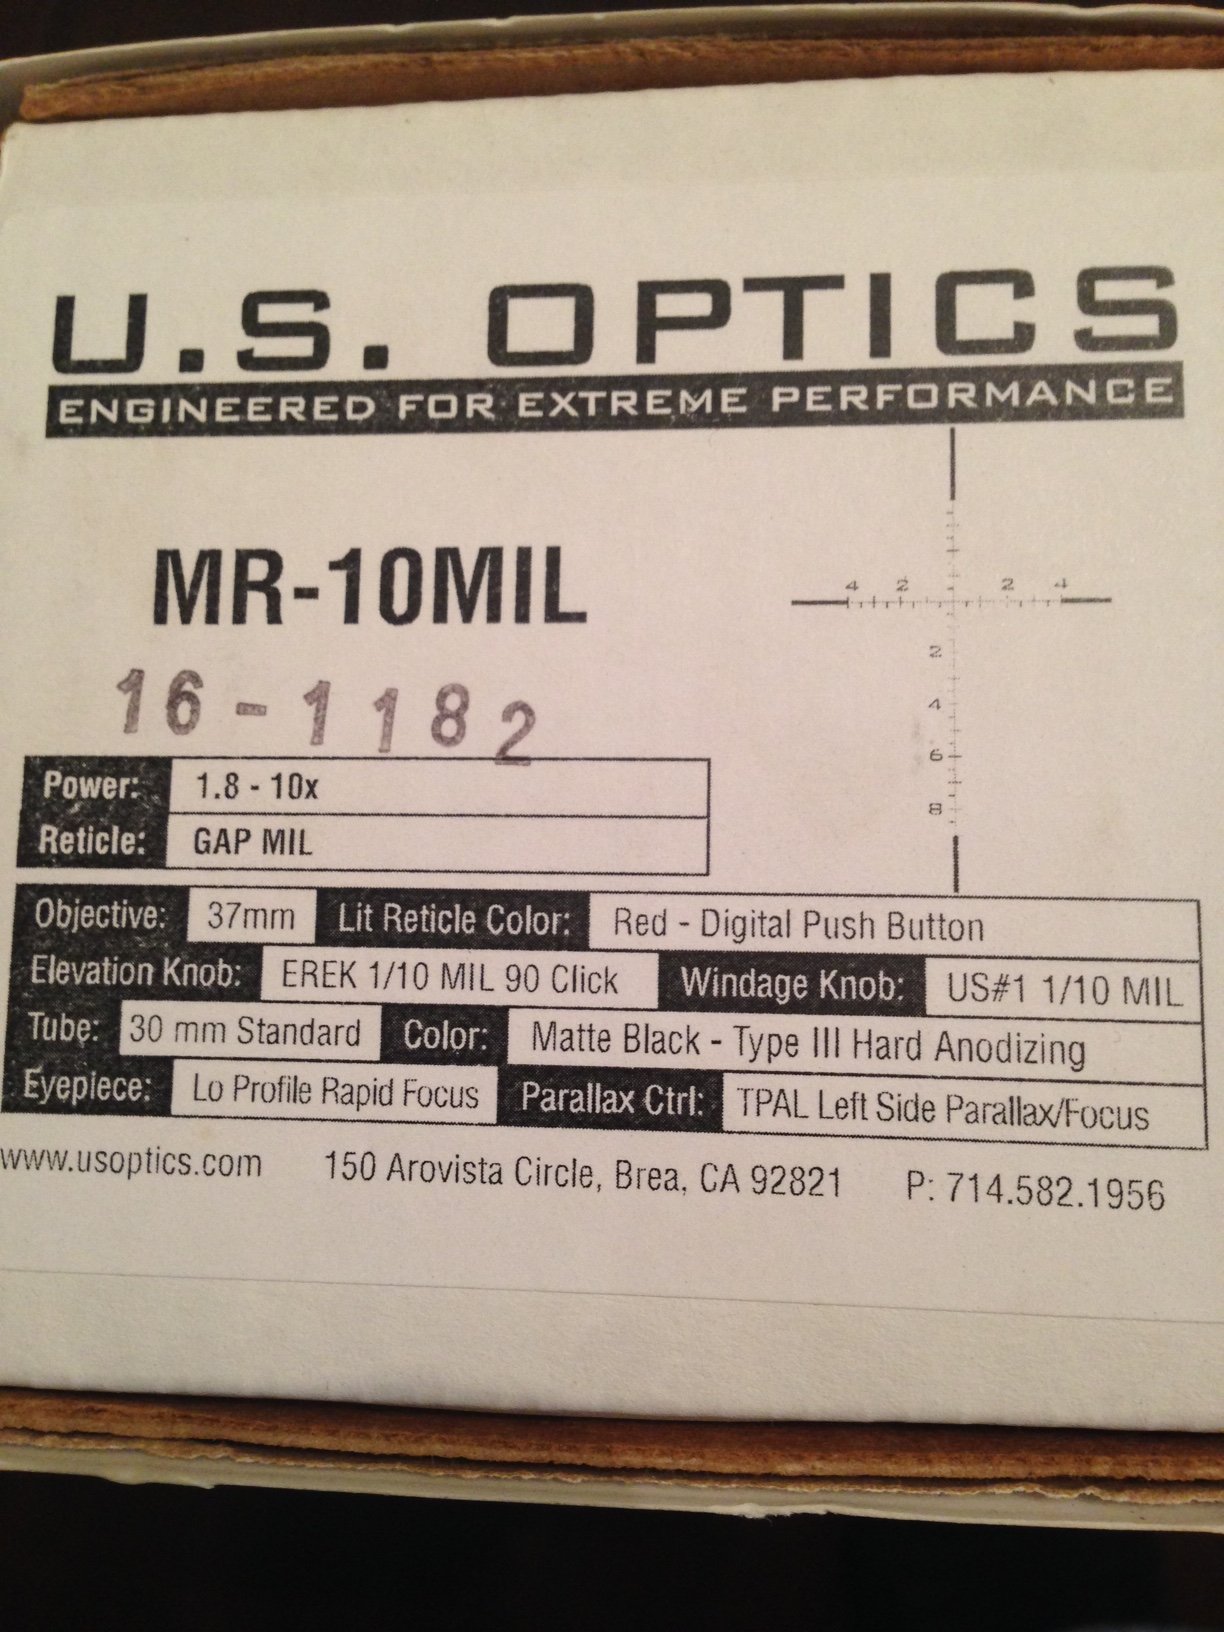 U.S. OPTICS
ENGINEERED FOR EXTREME PERFORMANCE
MR-10MIL
4 2 2 4
2
4
6
8
16-1182
Power: 1.8 - 10x
Reticle: GAP MIL
Objective: 37mm Lit Reticle Color: Red - Digital Push Button
Elevation Knob: EREK 1/10 MIL 90 Click Windage Knob: US#1 1/10 MIL
Tube: 30 mm Standard Color: Matte Black - Type III Hard Anodizing
Eyepiece: Lo Profile Rapid Focus Parallax Ctrl: TPAL Left Side Parallax/Focus
www.usoptics.com 150 Arovista Circle, Brea, CA 92821 P: 714.582.1956